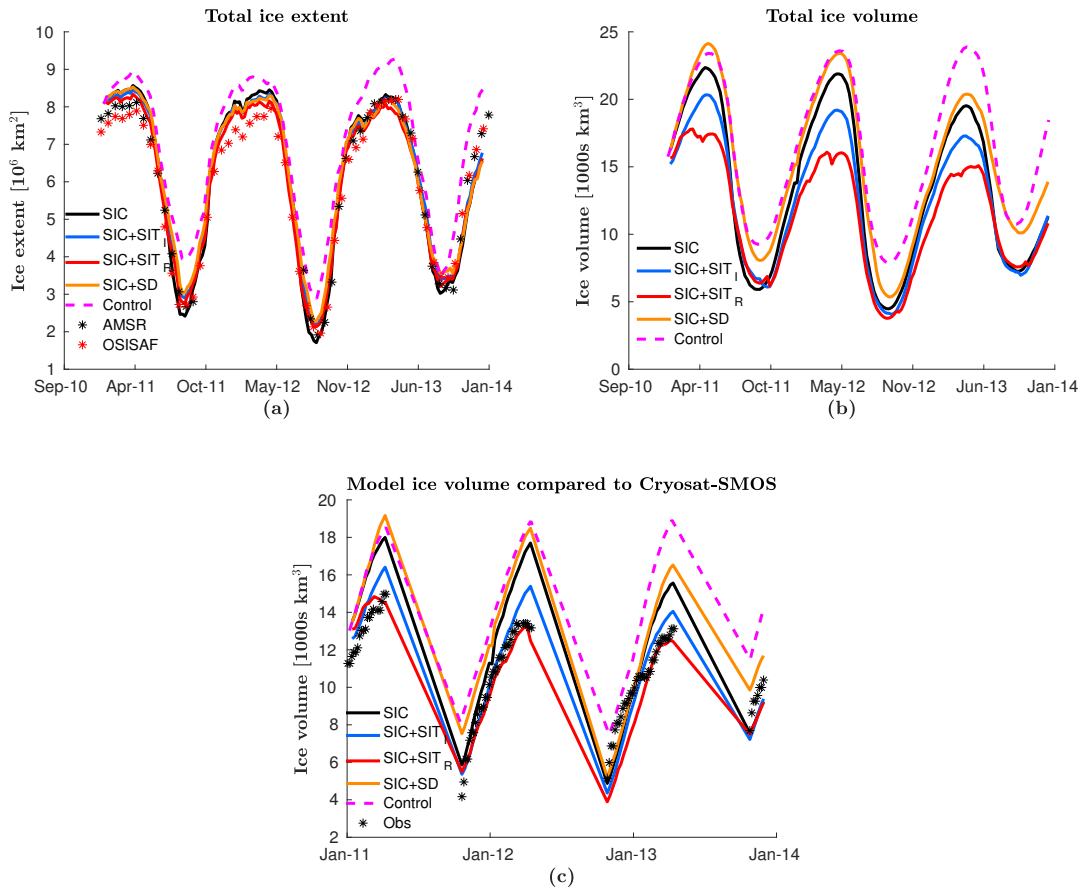 Total ice extent
Ice extent [10⁶ km²]
10
9
8
7
6
5
4
3
2
1
SIC
SIC+SIT_I
SIC+SIT_R
SIC+SD
Control
AMSR
OSISAF
Sep-10 Apr-11 Oct-11 May-12 Nov-12 Jun-13 Jan-14
(a)
Total ice volume
Ice volume [1000s km³]
25
20
15
10
5
0
SIC
SIC+SIT_I
SIC+SIT_R
SIC+SD
Control
Sep-10 Apr-11 Oct-11 May-12 Nov-12 Jun-13 Jan-14
(b)
Model ice volume compared to Cryosat-SMOS
Ice volume [1000s km³]
20
18
16
14
12
10
8
6
4
2
SIC
SIC+SIT_I
SIC+SIT_R
SIC+SD
Control
Obs
Jan-11 Jan-12 Jan-13 Jan-14
(c)